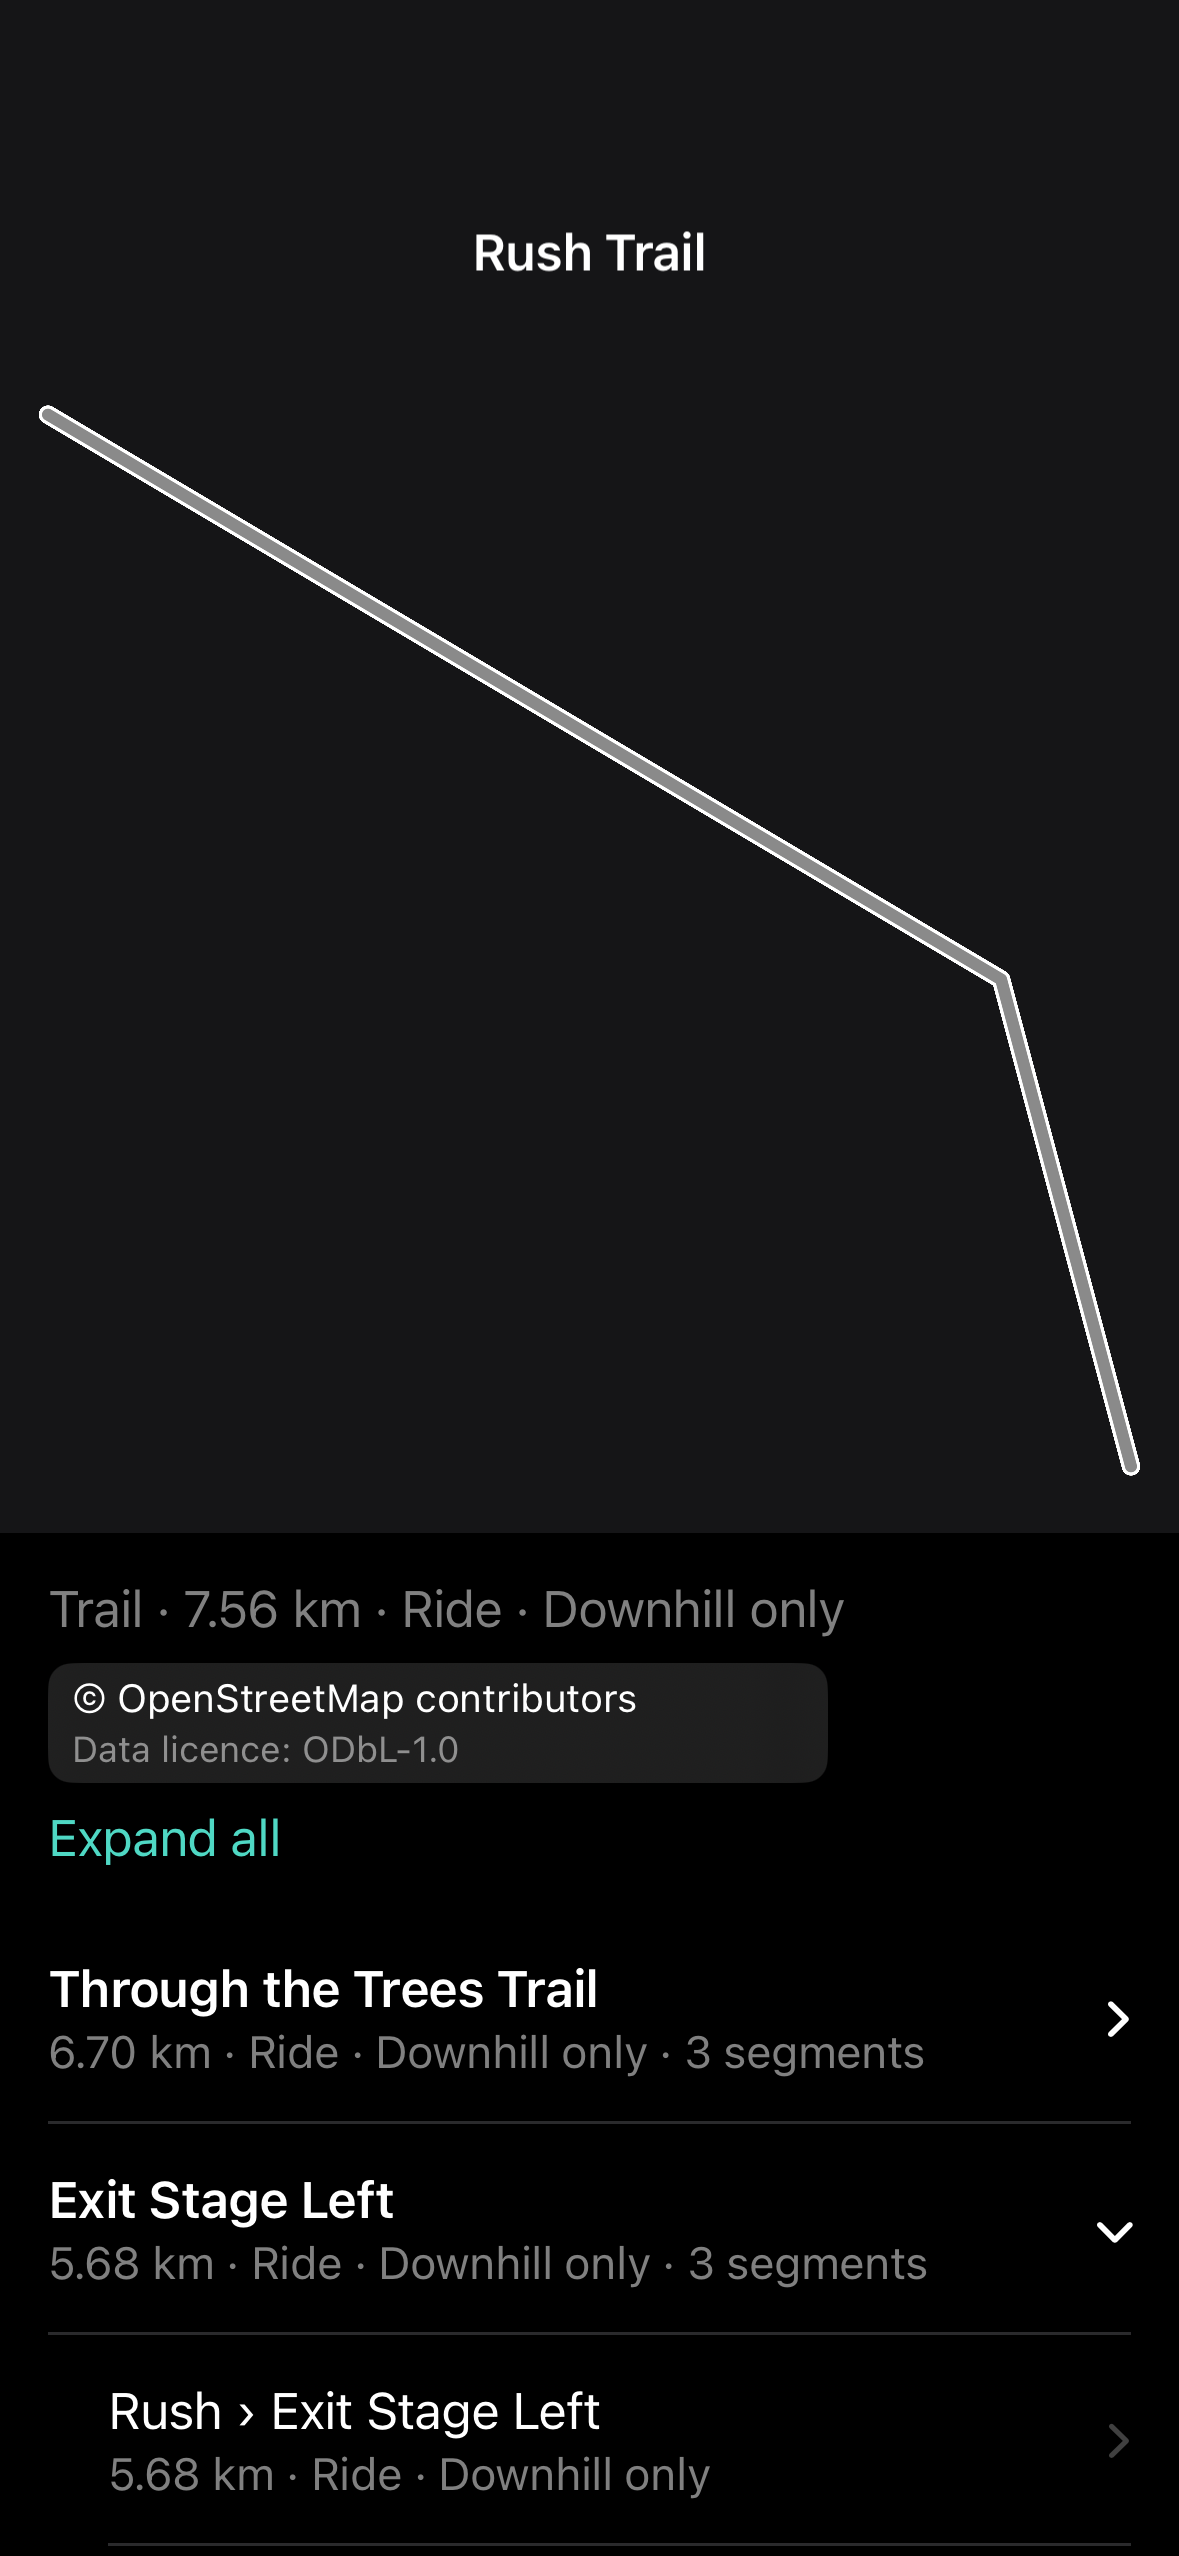 Rush Trail
Trail · 7.56 km · Ride · Downhill only
© OpenStreetMap contributors
Data licence: ODbL-1.0
Expand all
Through the Trees Trail
6.70 km · Ride · Downhill only · 3 segments
Exit Stage Left
5.68 km · Ride · Downhill only · 3 segments
Rush › Exit Stage Left
5.68 km · Ride · Downhill only